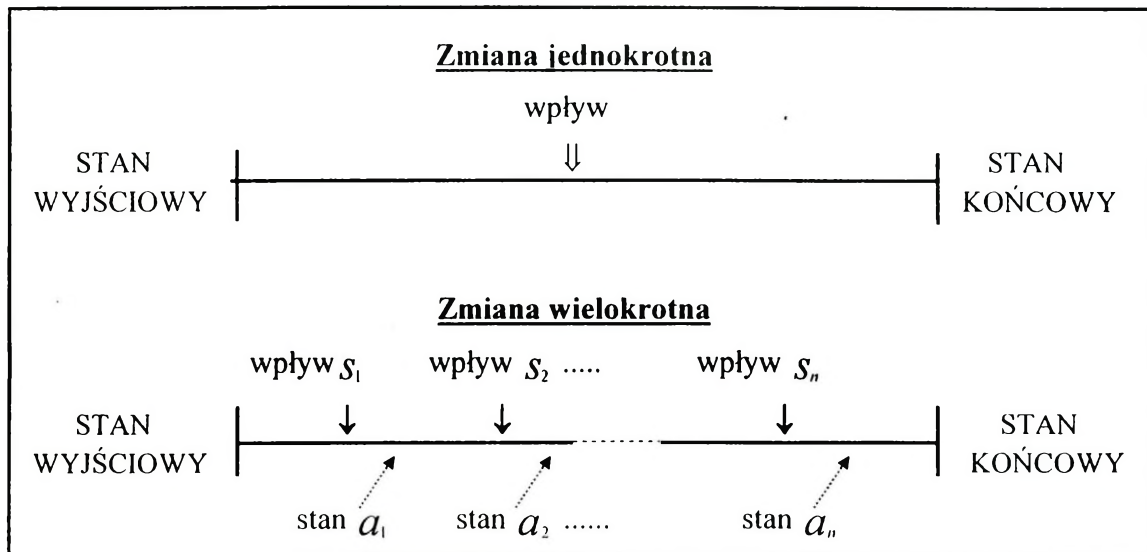 Zmiana jednokrotna
wpływ
⇓
STAN WYJŚCIOWY
STAN KOŃCOWY
Zmiana wielokrotna
wpływ s₁ wpływ s₂ ..... wpływ sₙ
STAN WYJŚCIOWY
STAN KOŃCOWY
stan a₁ stan a₂ ...... stan aₙ